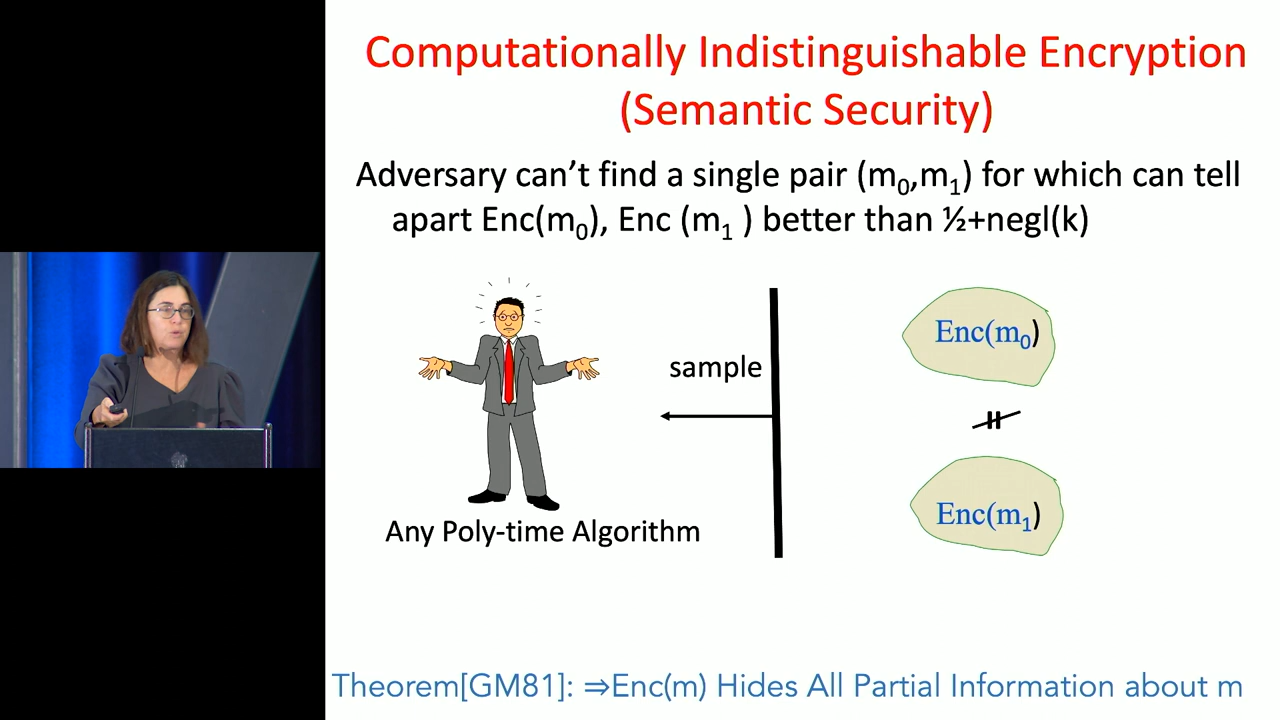 Computationally Indistinguishable Encryption
(Semantic Security)
Adversary can't find a single pair (m₀,m₁) for which can tell
apart Enc(m₀), Enc (m₁ ) better than ½+negl(k)
sample
Enc(m₀)
Enc(m₁)
Any Poly-time Algorithm
Theorem[GM81]: ⇒Enc(m) Hides All Partial Information about m